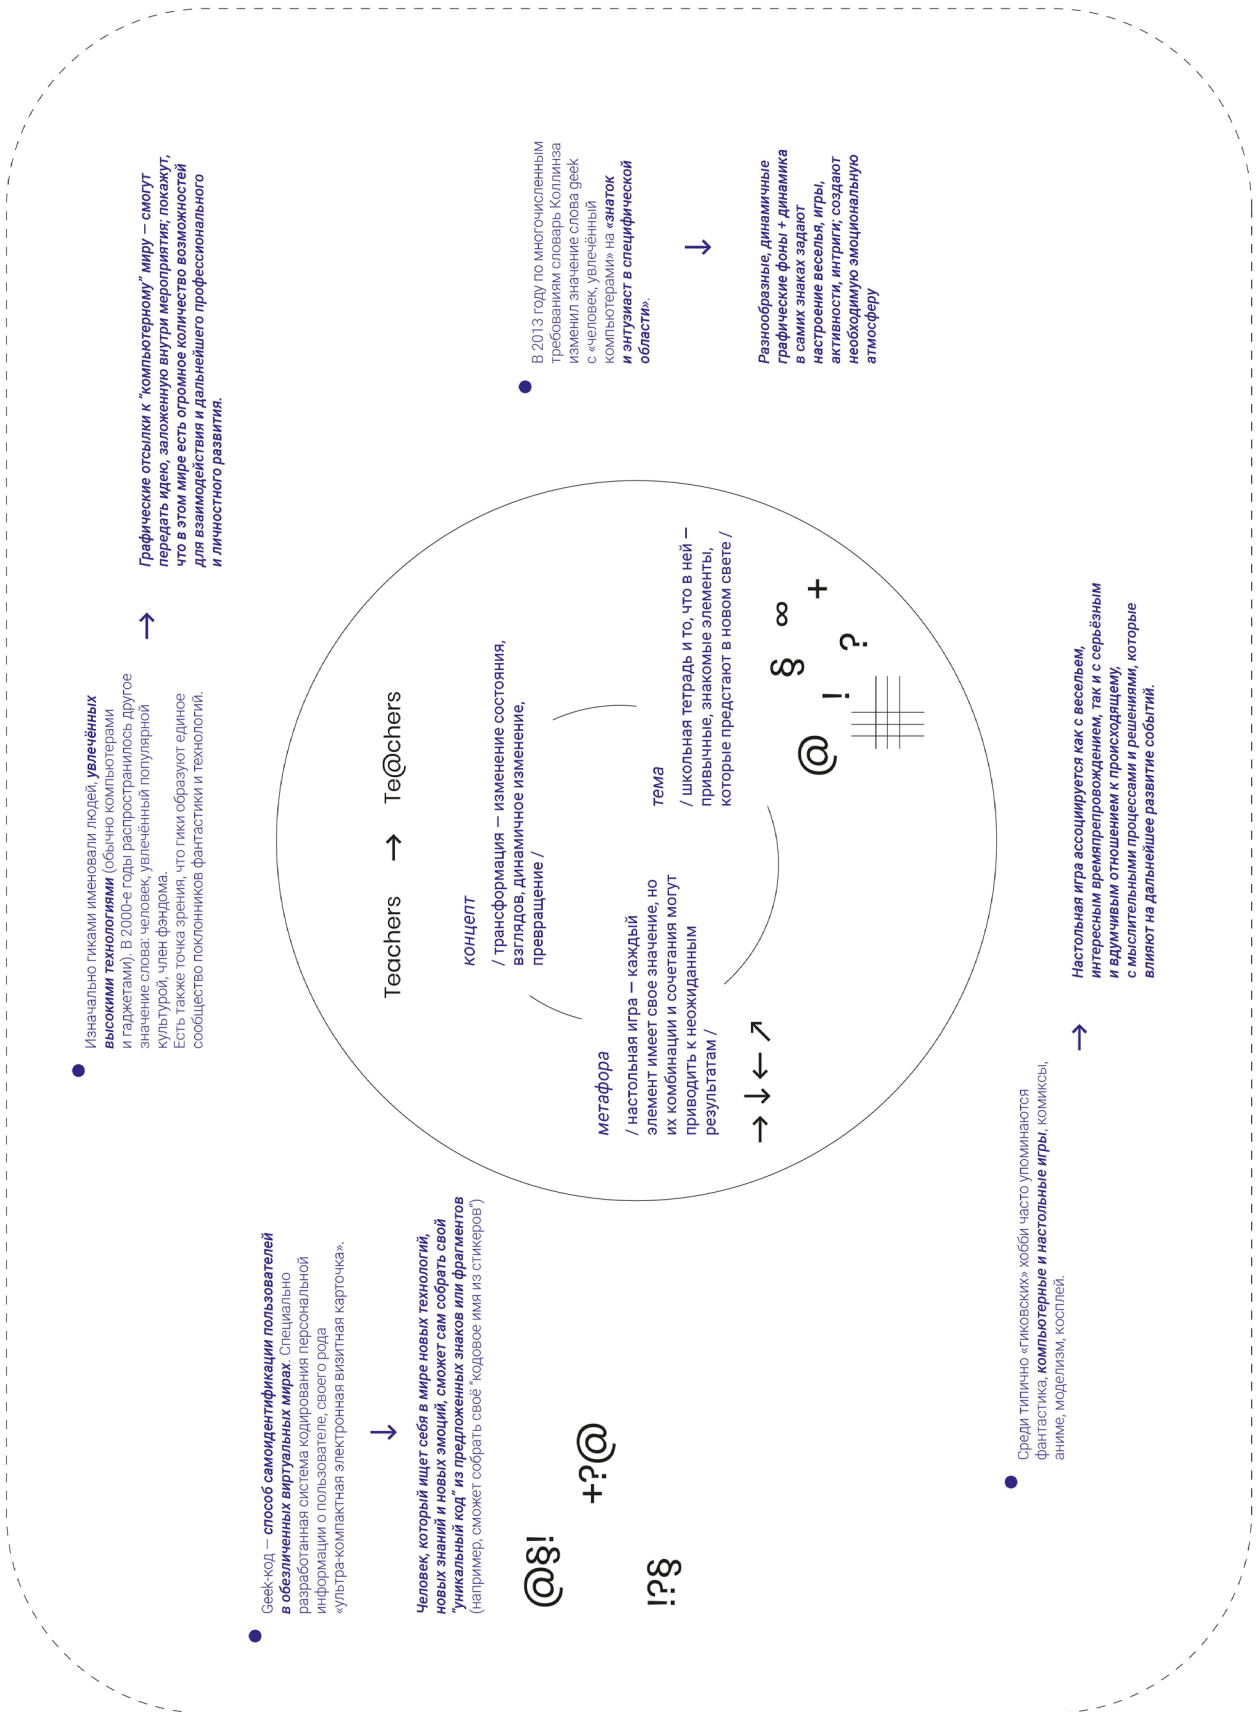 Изначально гиками именовали людей, увлечённых
высокими технологиями (обычно компьютерами
и гаджетами). В 2000-е годы распространилось другое
значение слова: человек, увлечённый популярной
культурой, член фэндома.
Есть также точка зрения, что гики образуют единое
сообщество поклонников фантастики и технологий.
→
Графические отсылки к "компьютерному" миру — смогут
передать идею, заложенную внутри мероприятия; покажут,
что в этом мире есть огромное количество возможностей
для взаимодействия и дальнейшего профессионального
и личностного развития.
Geek-код — способ самоидентификации пользователей
в обезличенных виртуальных мирах. Специально
разработанная система кодирования персональной
информации о пользователе, своего рода
«ультра-компактная электронная визитная карточка».
↓
Человек, который ищет себя в мире новых технологий,
новых знаний и новых эмоций, сможет сам собрать свой
"уникальный код" из предложенных знаков или фрагментов
(например, сможет собрать своё "кодовое имя из стикеров")
@§!
+?@
!?§
Teachers → Te@chers
концепт
/ трансформация — изменение состояния,
взглядов, динамичное изменение,
превращение /
метафора
/ настольная игра — каждый
элемент имеет свое значение, но
их комбинации и сочетания могут
приводить к неожиданным
результатам /
→ ↓ ← ↗
тема
/ школьная тетрадь и то, что в ней —
привычные, знакомые элементы,
которые предстают в новом свете /
@ ! § ? ∞ +
В 2013 году по многочисленным
требованиям словарь Коллинза
изменил значение слова geek
с «человек, увлечённый
компьютерами» на «знаток
и энтузиаст в специфической
области».
↓
Разнообразные, динамичные
графические фоны + динамика
в самих знаках задают
настроение веселья, игры,
активности, интриги; создают
необходимую эмоциональную
атмосферу
Среди типично «гиковских» хобби часто упоминаются
фантастика, компьютерные и настольные игры, комиксы,
аниме, моделизм, косплей.
→
Настольная игра ассоциируется как с весельем,
интересным времяпрепровождением, так и с серьёзным
и вдумчивым отношением к происходящему,
с мыслительными процессами и решениями, которые
влияют на дальнейшее развитие событий.